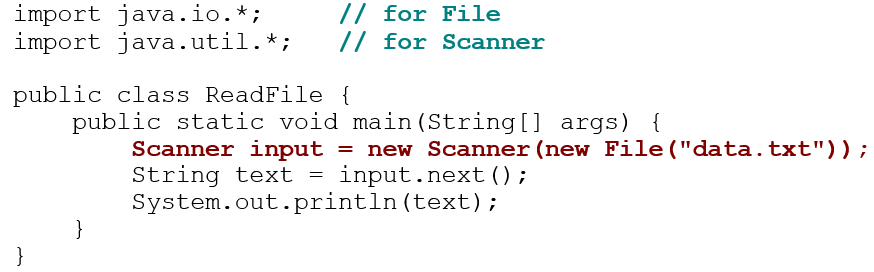 import java.io.*;     // for File
import java.util.*;   // for Scanner

public class ReadFile {
    public static void main(String[] args) {
        Scanner input = new Scanner(new File("data.txt"));
        String text = input.next();
        System.out.println(text);
    }
}